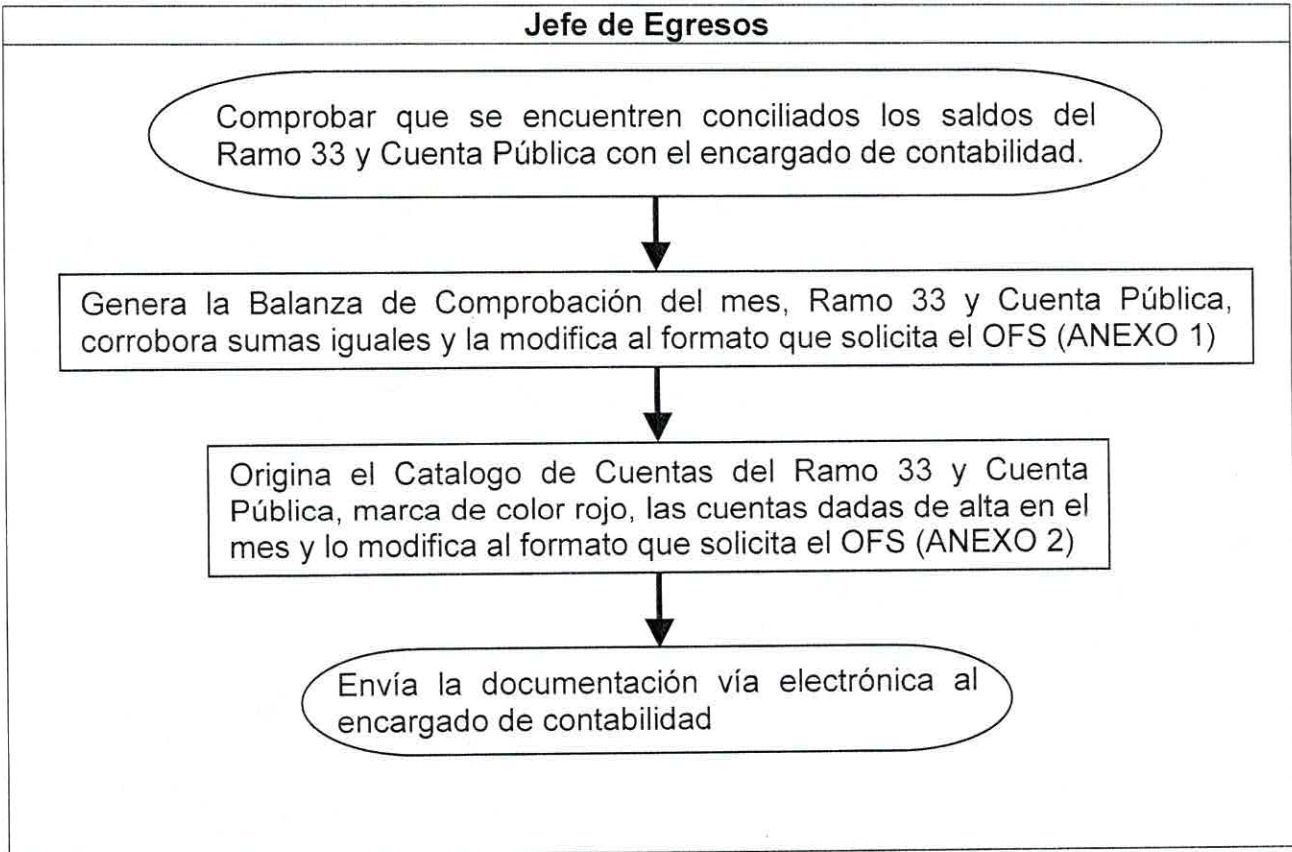 Jefe de Egresos
Comprobar que se encuentren conciliados los saldos del
Ramo 33 y Cuenta Pública con el encargado de contabilidad.
Genera la Balanza de Comprobación del mes, Ramo 33 y Cuenta Pública,
corrobora sumas iguales y la modifica al formato que solicita el OFS (ANEXO 1)
Origina el Catalogo de Cuentas del Ramo 33 y Cuenta
Pública, marca de color rojo, las cuentas dadas de alta en el
mes y lo modifica al formato que solicita el OFS (ANEXO 2)
Envía la documentación vía electrónica al
encargado de contabilidad